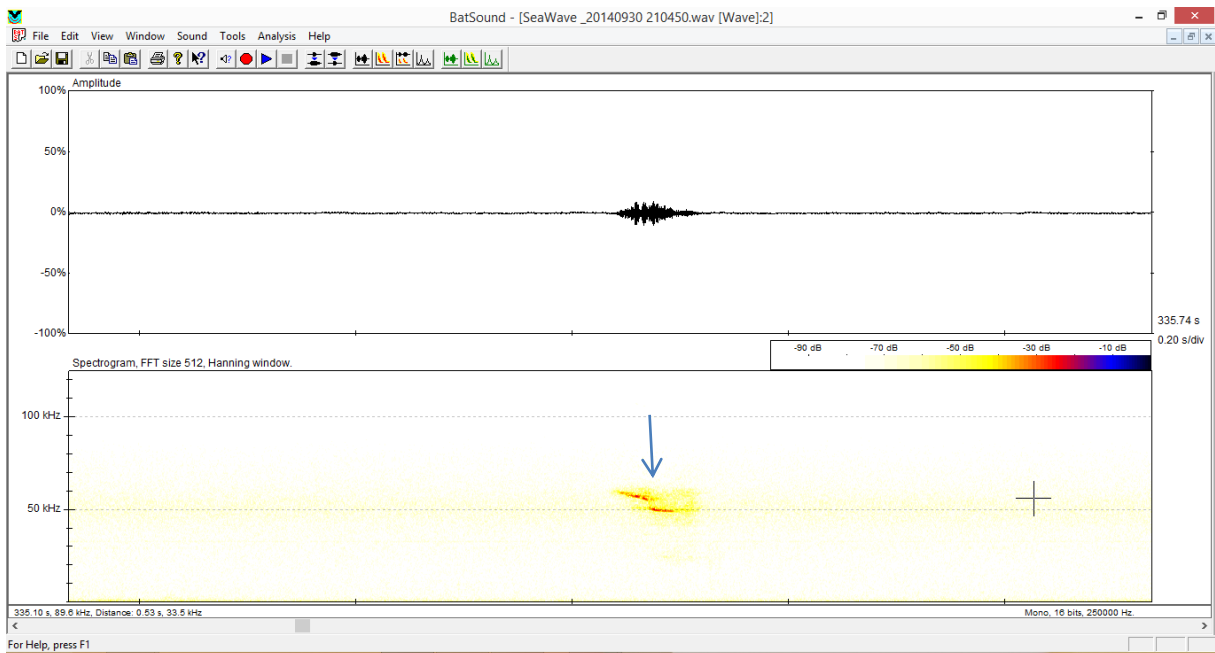 BatSound - [SeaWave _20140930 210450.wav [Wave]:2]
File Edit View Window Sound Tools Analysis Help
Amplitude
100%
50%
0%
-50%
-100%
335.74 s
0.20 s/div
-90 dB -70 dB -50 dB -30 dB -10 dB
Spectrogram, FFT size 512, Hanning window.
100 kHz
50 kHz
335.10 s, 89.6 kHz, Distance: 0.53 s, 33.5 kHz Mono, 16 bits, 250000 Hz.
For Help, press F1